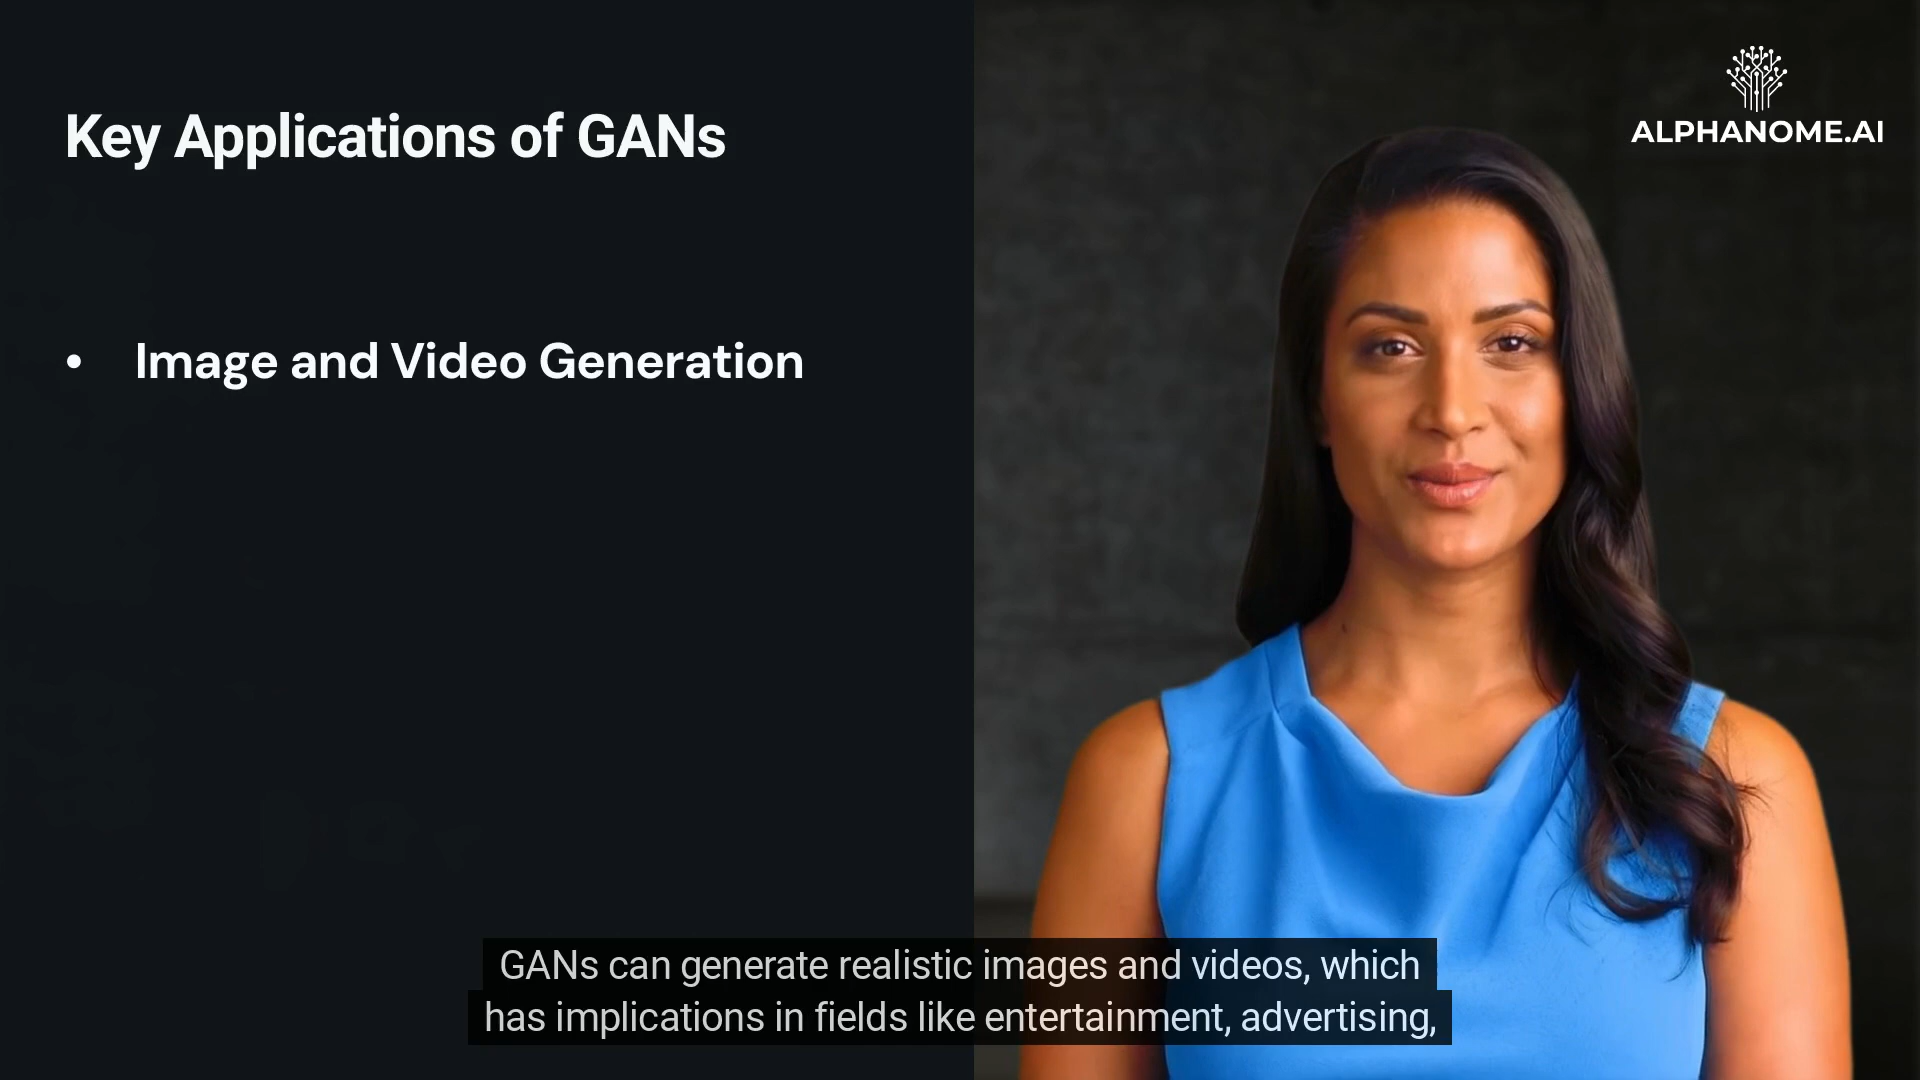 Key Applications of GANs
ALPHANOME.AI
• Image and Video Generation
GANs can generate realistic images and videos, which
has implications in fields like entertainment, advertising,